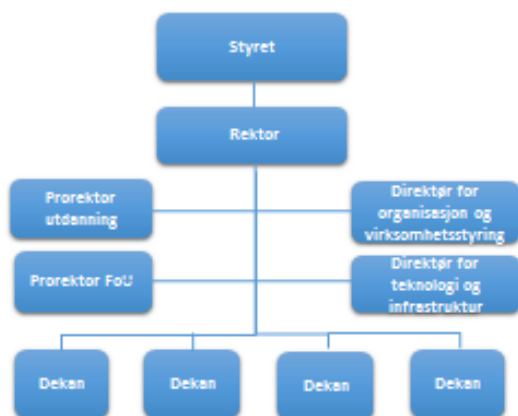 Styret
Rektor
Prorektor
utdanning
Direktør for
organisasjon og
virksomhetsstyring
Prorektor FoU
Direktør for
teknologi og
infrastruktur
Dekan
Dekan
Dekan
Dekan